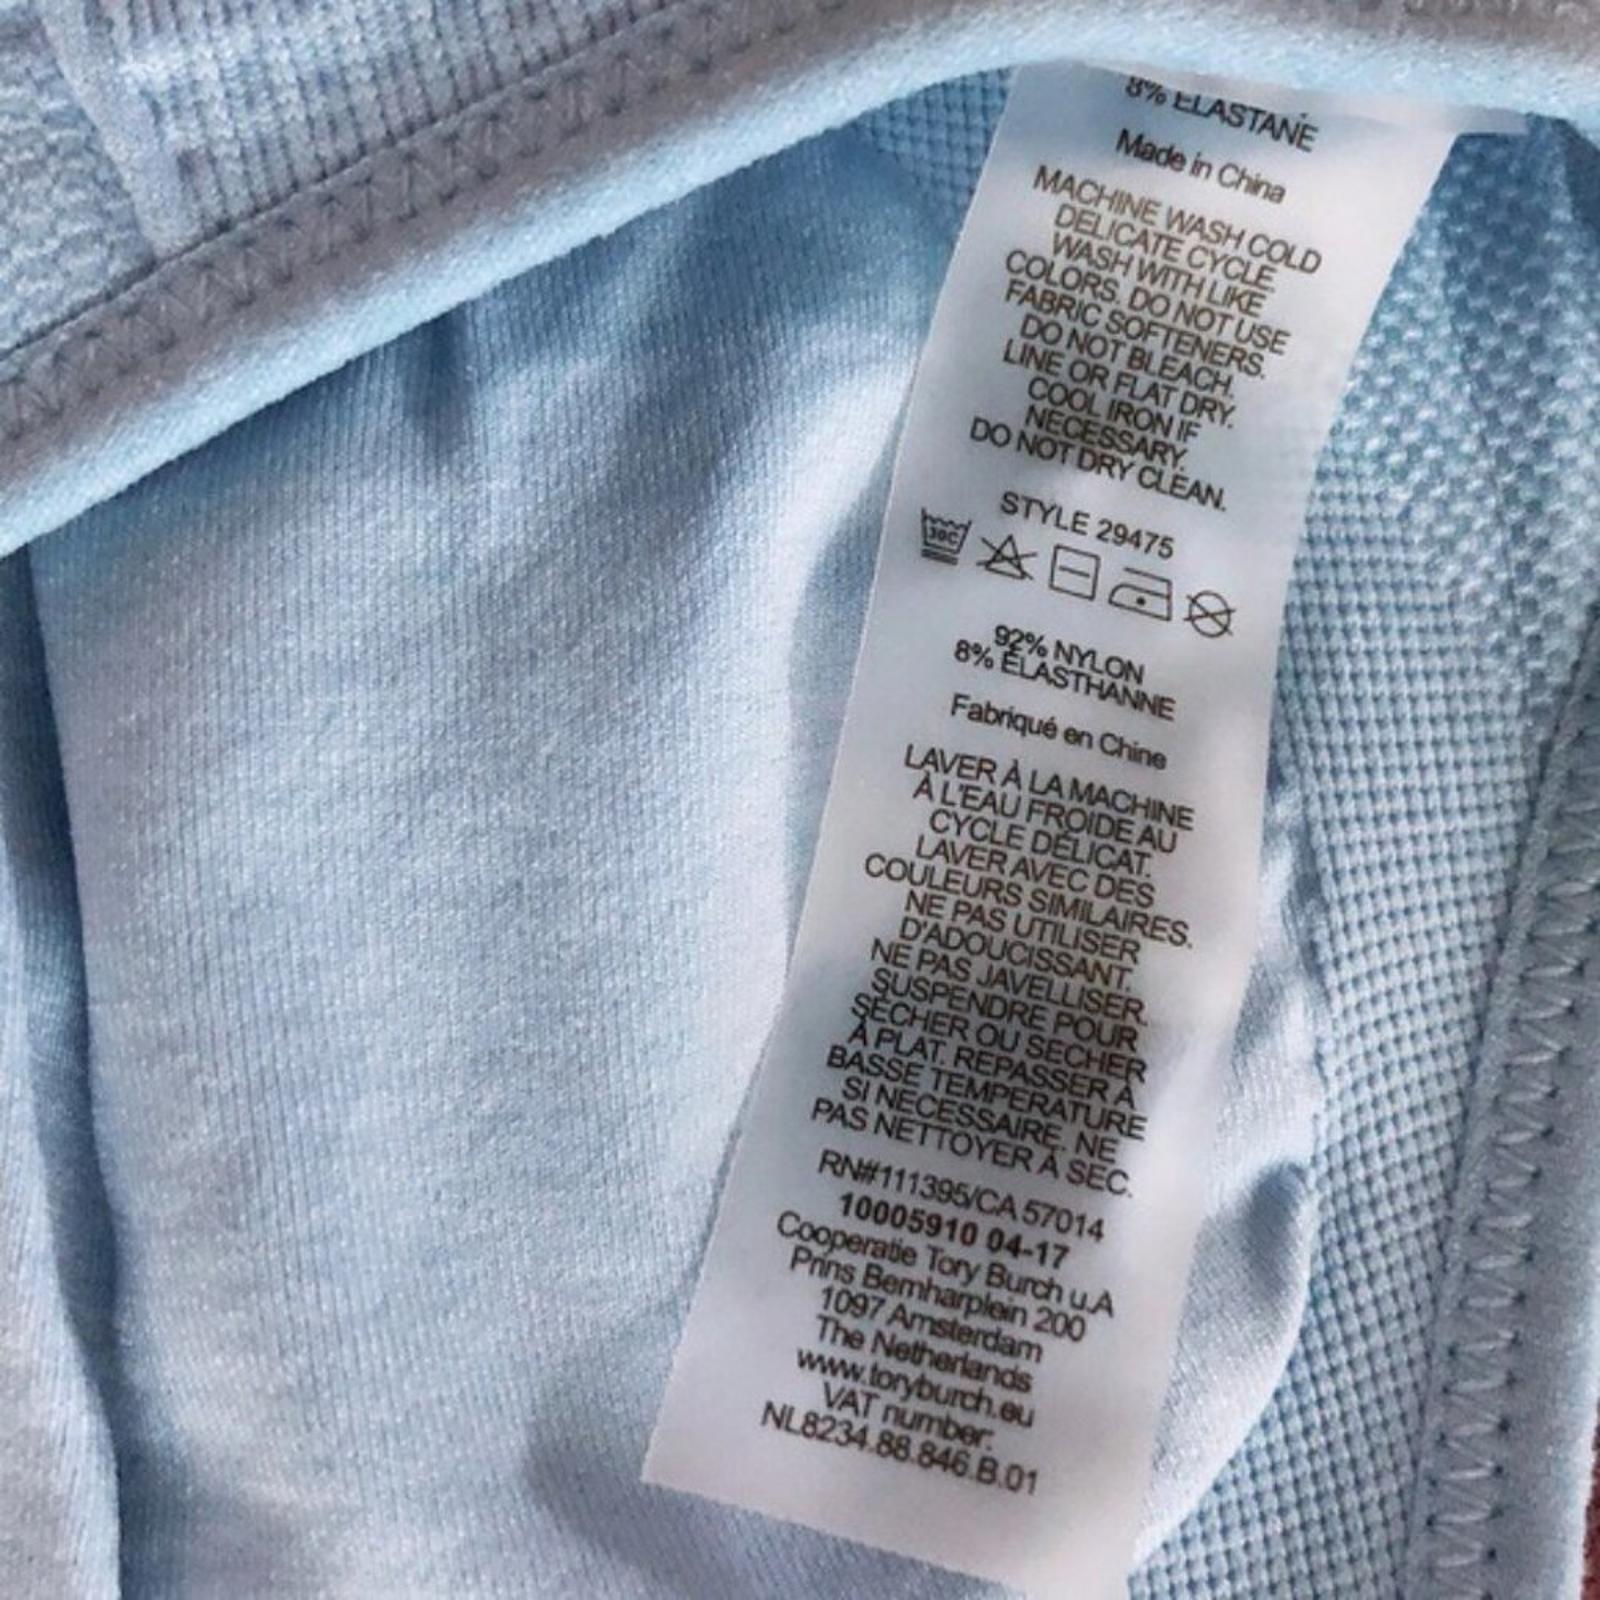 8% ELASTANE
Made in China
MACHINE WASH COLD
DELICATE CYCLE
WASH WITH LIKE
COLORS. DO NOT USE
FABRIC SOFTENERS.
DO NOT BLEACH.
LINE OR FLAT DRY.
COOL IRON IF
NECESSARY.
DO NOT DRY CLEAN.
STYLE 29475
30C
92% NYLON
8% ÉLASTHANNE
Fabriqué en Chine
LAVER À LA MACHINE
À L'EAU FROIDE AU
CYCLE DÉLICAT.
LAVER AVEC DES
COULEURS SIMILAIRES.
NE PAS UTILISER
D'ADOUCISSANT.
NE PAS JAVELLISER.
SUSPENDRE POUR
SÉCHER OU SÉCHER
À PLAT. REPASSER À
BASSE TEMPÉRATURE
SI NÉCESSAIRE. NE
PAS NETTOYER À SEC.
RN#111395/CA 57014
10005910 04-17
Cooperatie Tory Burch u.A
Prins Bernharplein 200
1097 Amsterdam
The Netherlands
www.toryburch.eu
VAT number:
NL8234.88.846.B.01